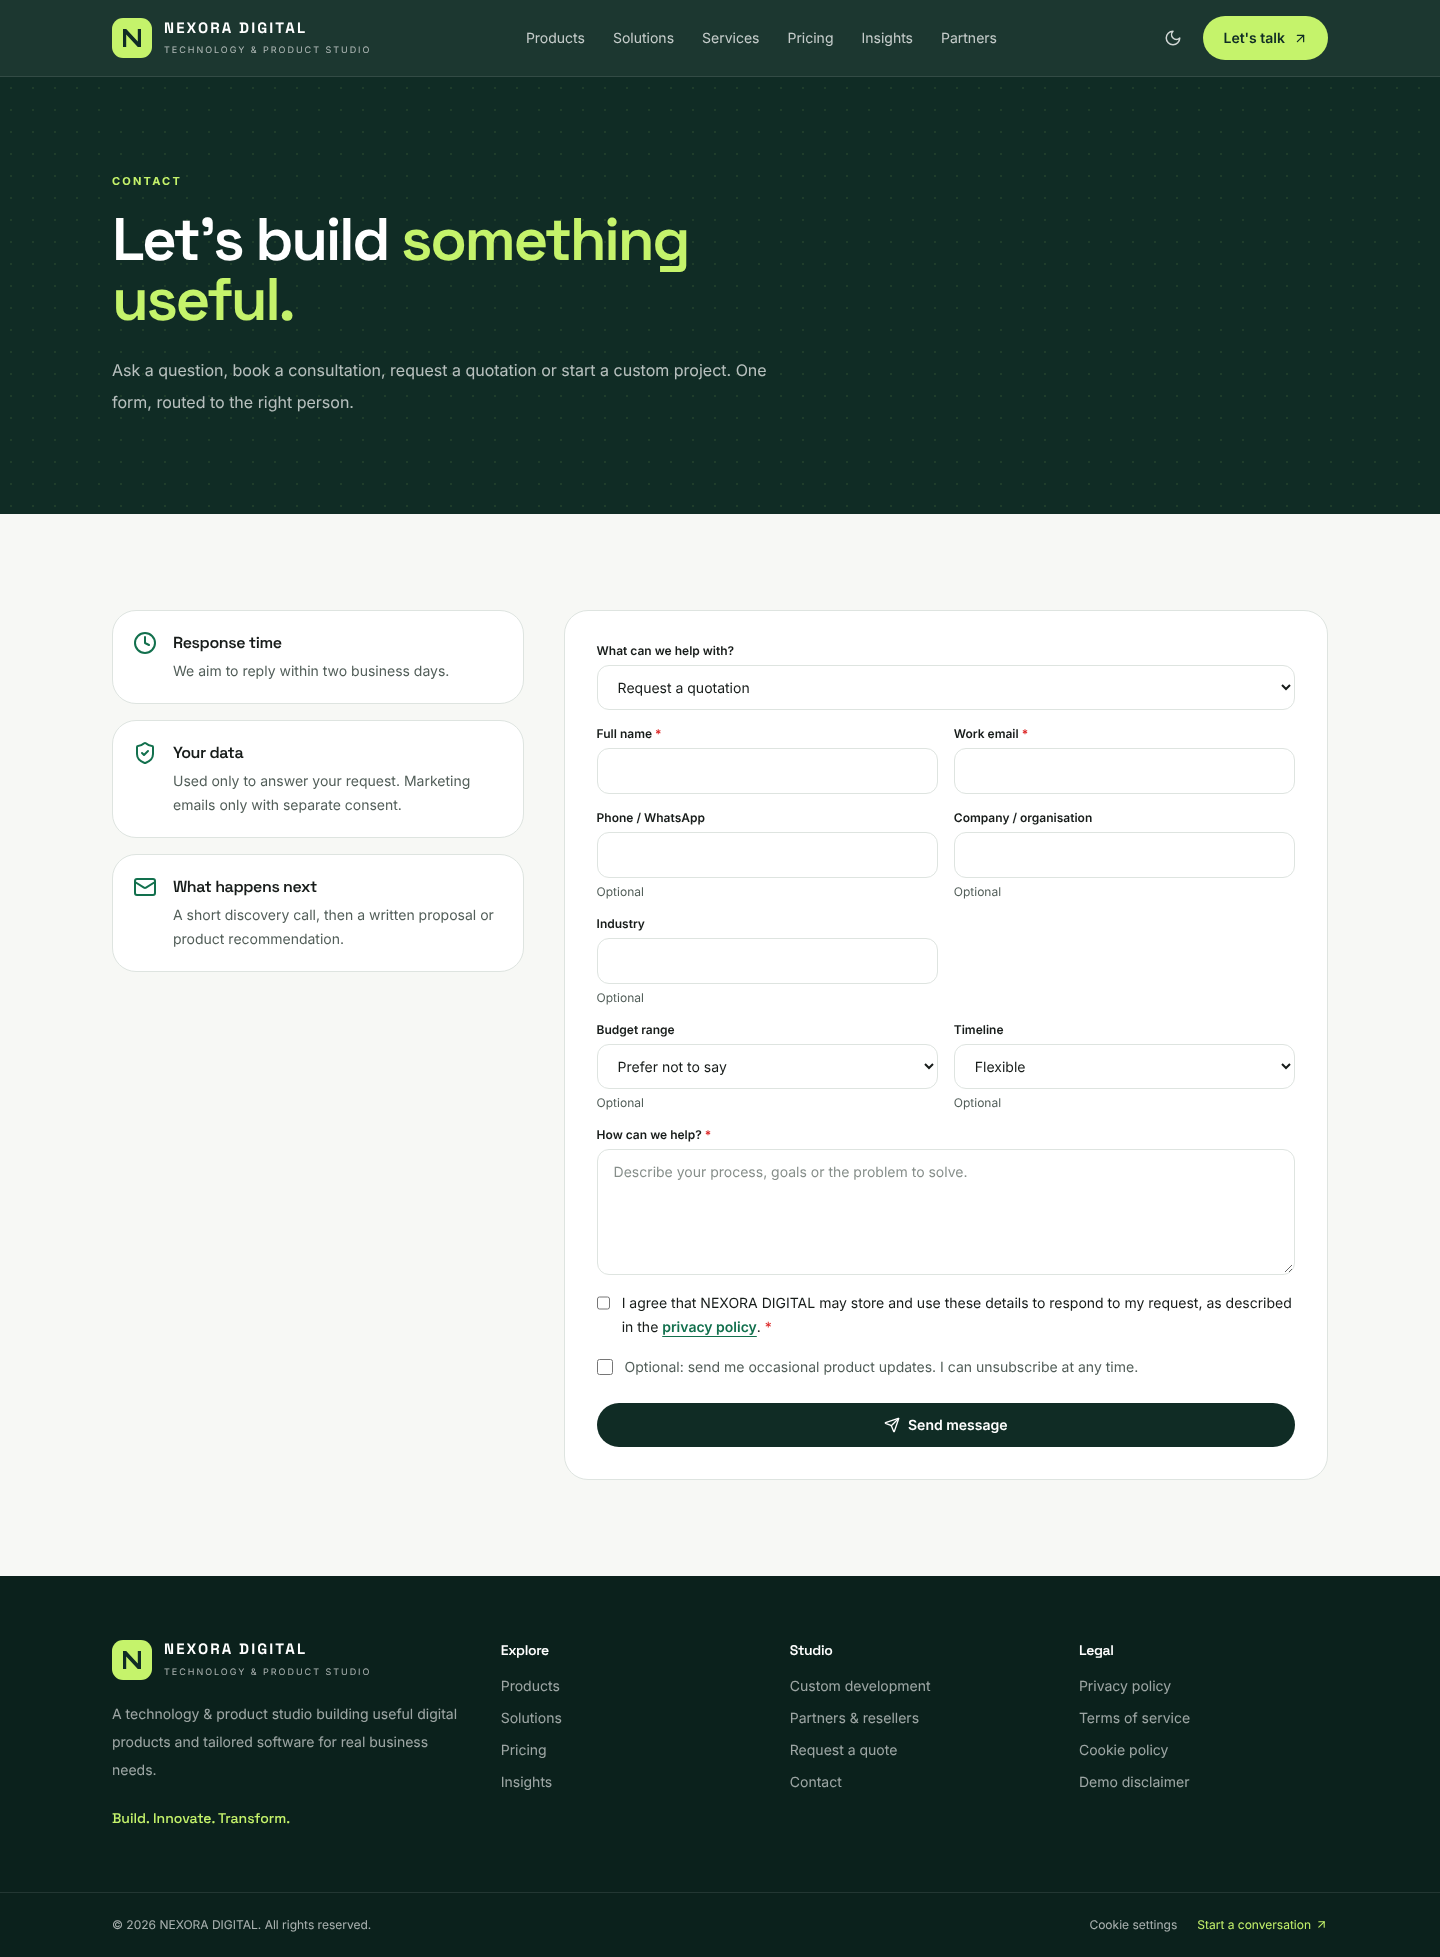 N
NEXORA DIGITAL
TECHNOLOGY & PRODUCT STUDIO
Products
Solutions
Services
Pricing
Insights
Partners
Let's talk
CONTACT
Let’s build something
useful.
Ask a question, book a consultation, request a quotation or start a custom project. One
form, routed to the right person.
Response time
We aim to reply within two business days.
Your data
Used only to answer your request. Marketing
emails only with separate consent.
What happens next
A short discovery call, then a written proposal or
product recommendation.
What can we help with?
Request a quotation
Full name *
Work email *
Phone / WhatsApp
Company / organisation
Optional
Optional
Industry
Optional
Budget range
Timeline
Prefer not to say
Flexible
Optional
Optional
How can we help? *
Describe your process, goals or the problem to solve.
I agree that NEXORA DIGITAL may store and use these details to respond to my request, as described
in the privacy policy. *
Optional: send me occasional product updates. I can unsubscribe at any time.
Send message
N
NEXORA DIGITAL
TECHNOLOGY & PRODUCT STUDIO
A technology & product studio building useful digital
products and tailored software for real business
needs.
Build. Innovate. Transform.
Explore
Products
Solutions
Pricing
Insights
Studio
Custom development
Partners & resellers
Request a quote
Contact
Legal
Privacy policy
Terms of service
Cookie policy
Demo disclaimer
© 2026 NEXORA DIGITAL. All rights reserved.
Cookie settings
Start a conversation